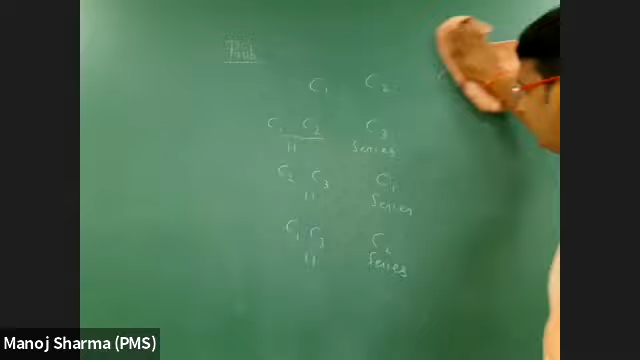 Prob
C₁ C₂
C₁ C₂ C₃
|| Series
C₂ C₃ C₁
|| Series
C₁ C₃ C₂
|| Series
Manoj Sharma (PMS)